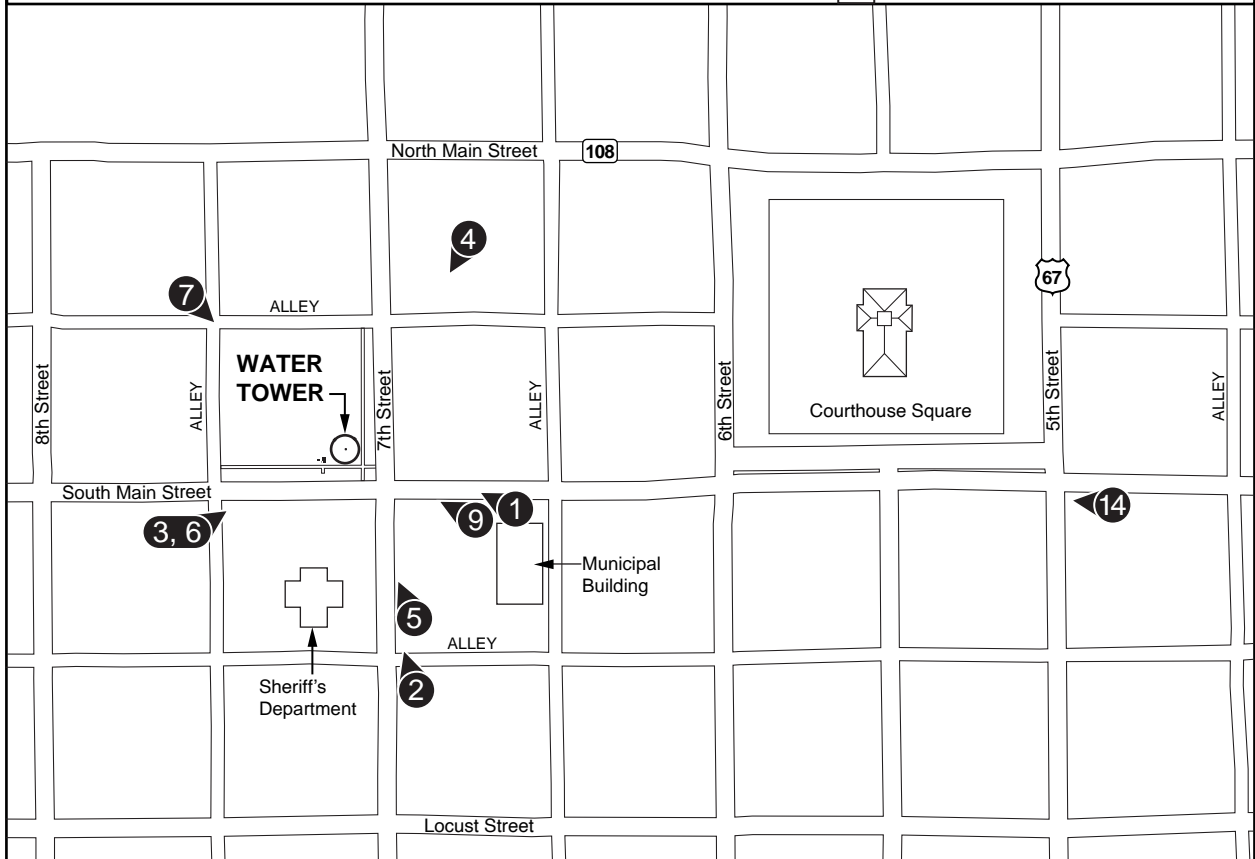 North Main Street
108
4
67
7
ALLEY
WATER
TOWER
8th Street
ALLEY
7th Street
ALLEY
6th Street
Courthouse Square
5th Street
ALLEY
South Main Street
3, 6
9
1
14
Municipal
Building
5
ALLEY
2
Sheriff's
Department
Locust Street